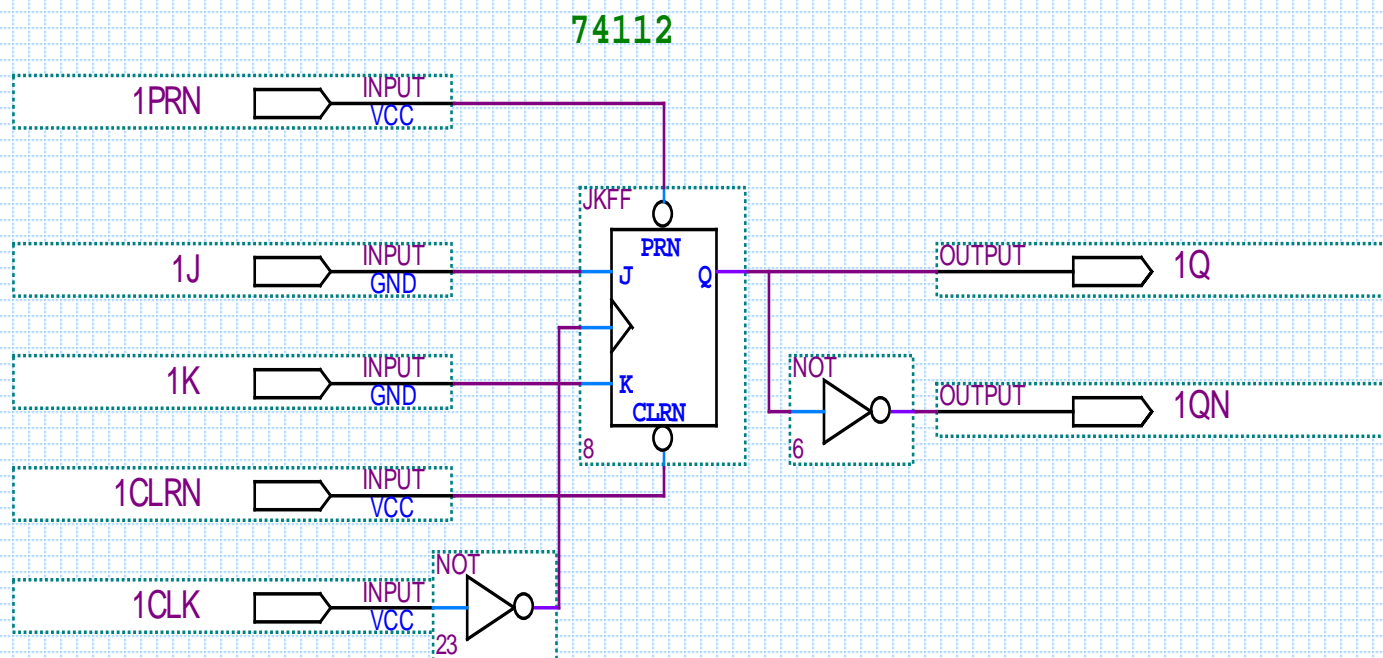 74112
1PRN
INPUT
VCC
JKFF
PRN
1J
INPUT
GND
J
Q
OUTPUT
1Q
1K
INPUT
GND
K
CLRN
8
NOT
6
OUTPUT
1QN
1CLRN
INPUT
VCC
1CLK
INPUT
VCC
NOT
23